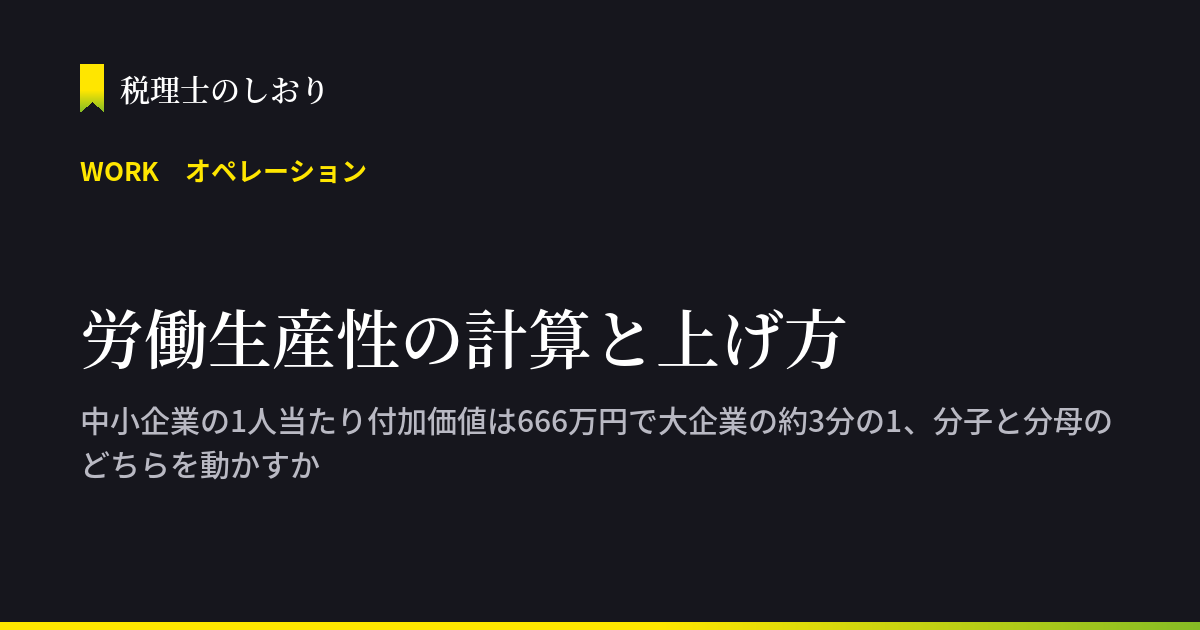 税理士のしおり
WORK　オペレーション
労働生産性の計算と上げ方
中小企業の1人当たり付加価値は666万円で大企業の約3分の1、分子と分母の
どちらを動かすか